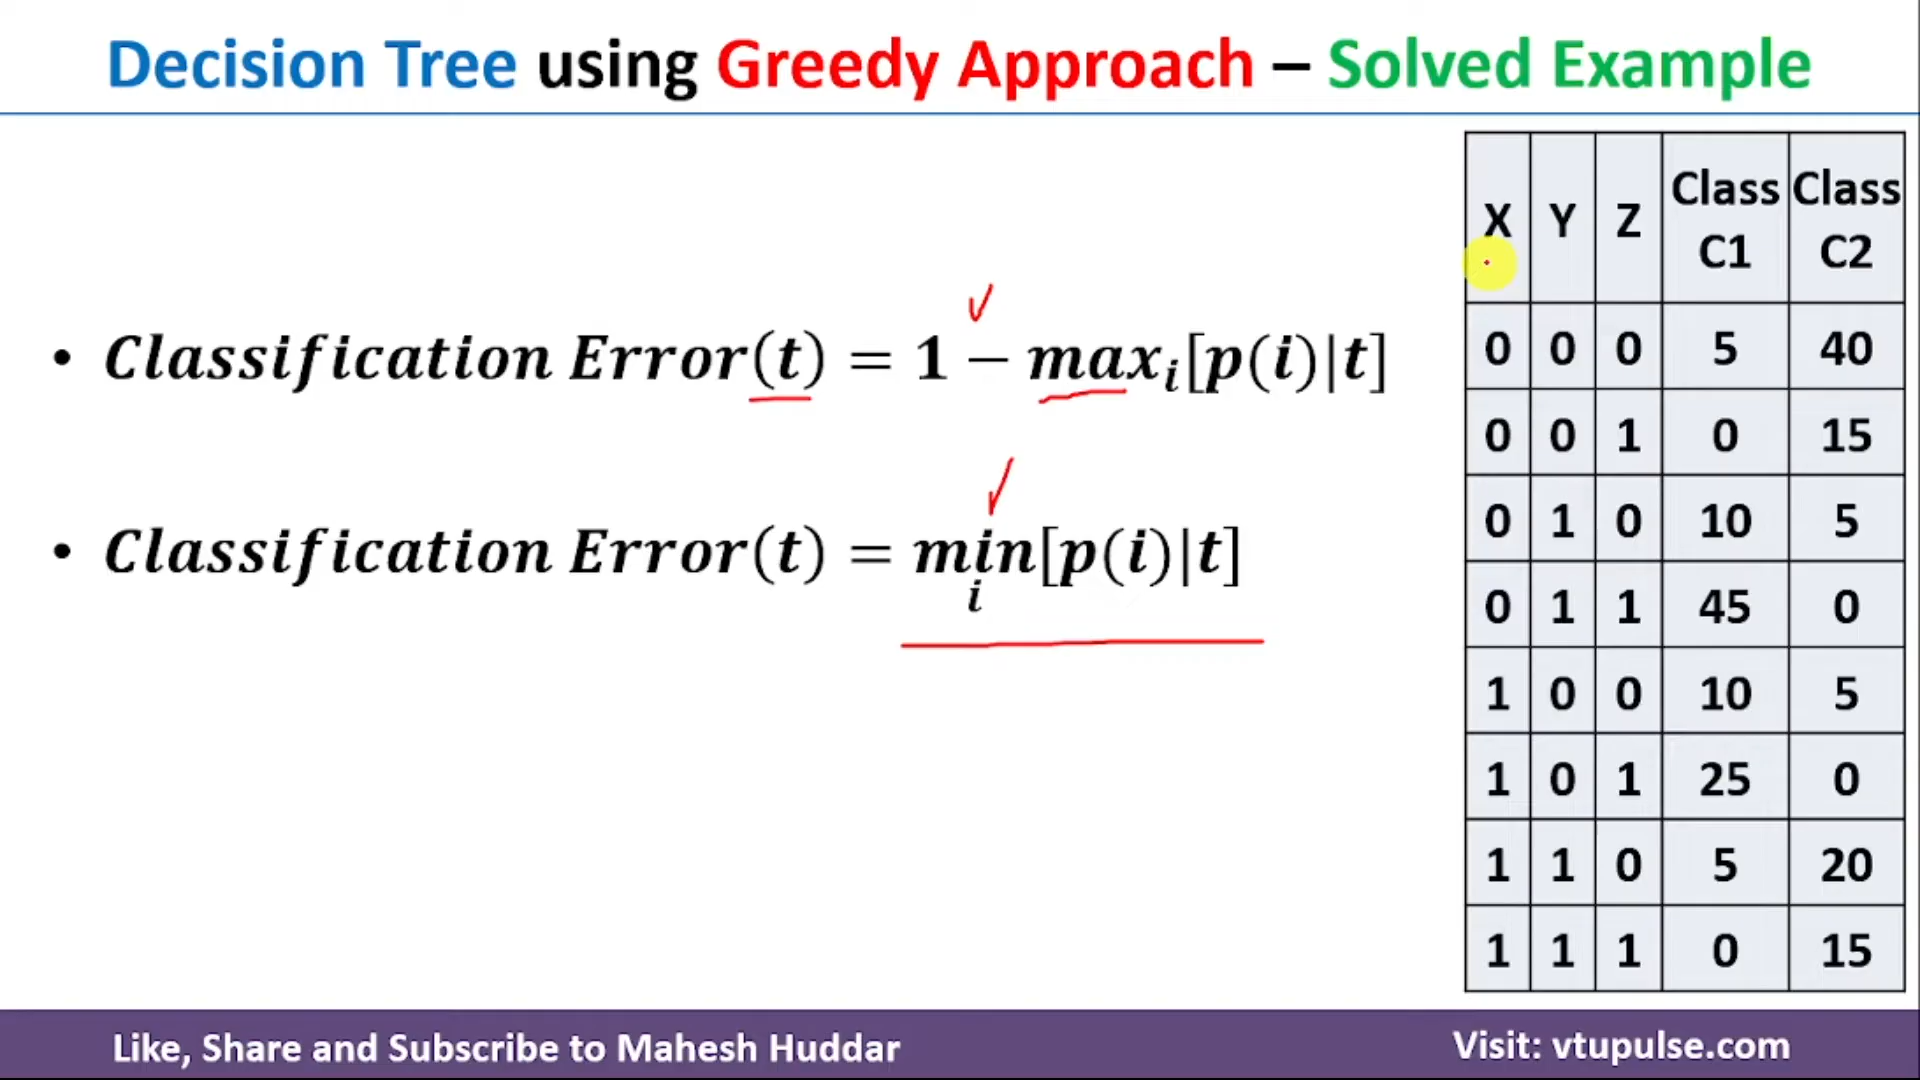 Decision Tree using Greedy Approach – Solved Example
• Classification Error(t) = 1 − maxᵢ[p(i)|t]
• Classification Error(t) = min[p(i)|t]
i
X Y Z Class C1 Class C2
0 0 0 5 40
0 0 1 0 15
0 1 0 10 5
0 1 1 45 0
1 0 0 10 5
1 0 1 25 0
1 1 0 5 20
1 1 1 0 15
Like, Share and Subscribe to Mahesh Huddar
Visit: vtupulse.com